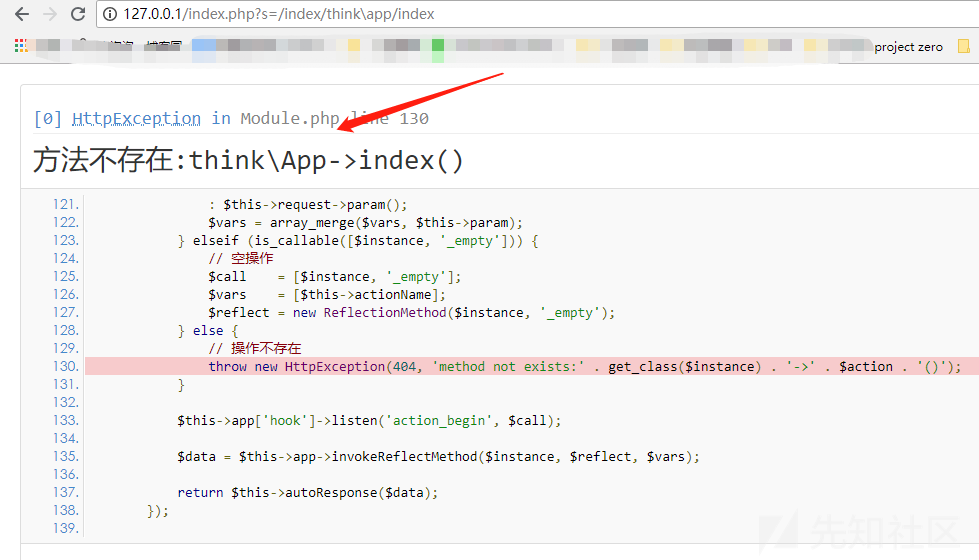 127.0.0.1/index.php?s=/index/think\app/index
project zero
[0] HttpException in Module.php line 130
方法不存在:think\App->index()
121. : $this->request->param();
122. $vars = array_merge($vars, $this->param);
123. } elseif (is_callable([$instance, '_empty'])) {
124. // 空操作
125. $call = [$instance, '_empty'];
126. $vars = [$this->actionName];
127. $reflect = new ReflectionMethod($instance, '_empty');
128. } else {
129. // 操作不存在
130. throw new HttpException(404, 'method not exists:' . get_class($instance) . '->' . $action . '()');
131. }
132.
133. $this->app['hook']->listen('action_begin', $call);
134.
135. $data = $this->app->invokeReflectMethod($instance, $reflect, $vars);
136.
137. return $this->autoResponse($data);
138. });
139.
先知社区